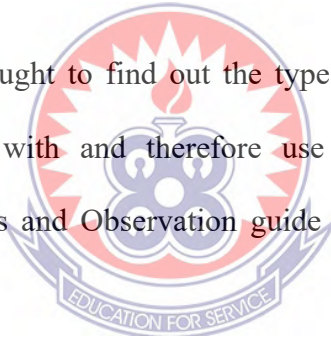 ught to find out the type
with and therefore use
s and Observation guide
EDUCATION FOR SERVICE